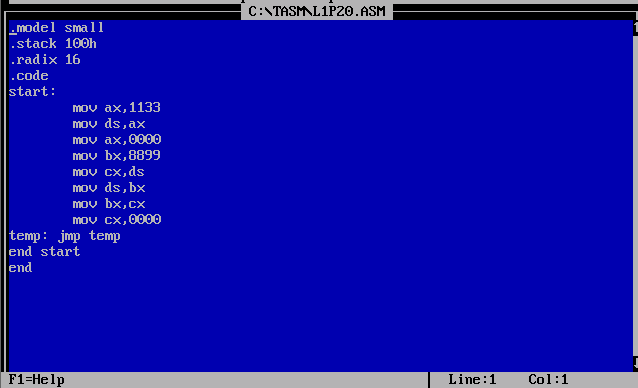 C:\TASM\L1P20.ASM
.model small
.stack 100h
.radix 16
.code
start:
mov ax,1133
mov ds,ax
mov ax,0000
mov bx,8899
mov cx,ds
mov ds,bx
mov bx,cx
mov cx,0000
temp: jmp temp
end start
end
F1=Help Line:1 Col:1